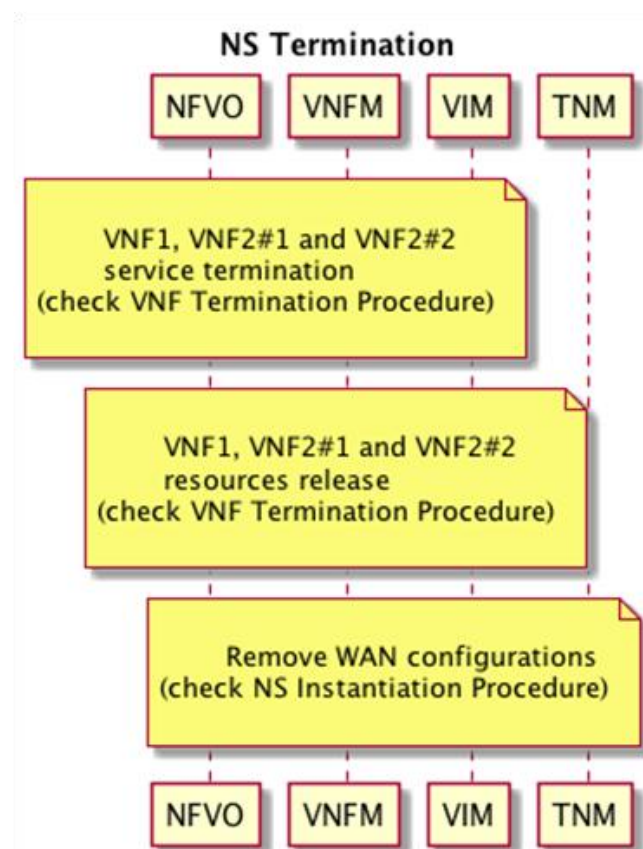 NS Termination
NFVO VNFM VIM TNM
VNF1, VNF2#1 and VNF2#2
service termination
(check VNF Termination Procedure)
VNF1, VNF2#1 and VNF2#2
resources release
(check VNF Termination Procedure)
Remove WAN configurations
(check NS Instantiation Procedure)
NFVO VNFM VIM TNM